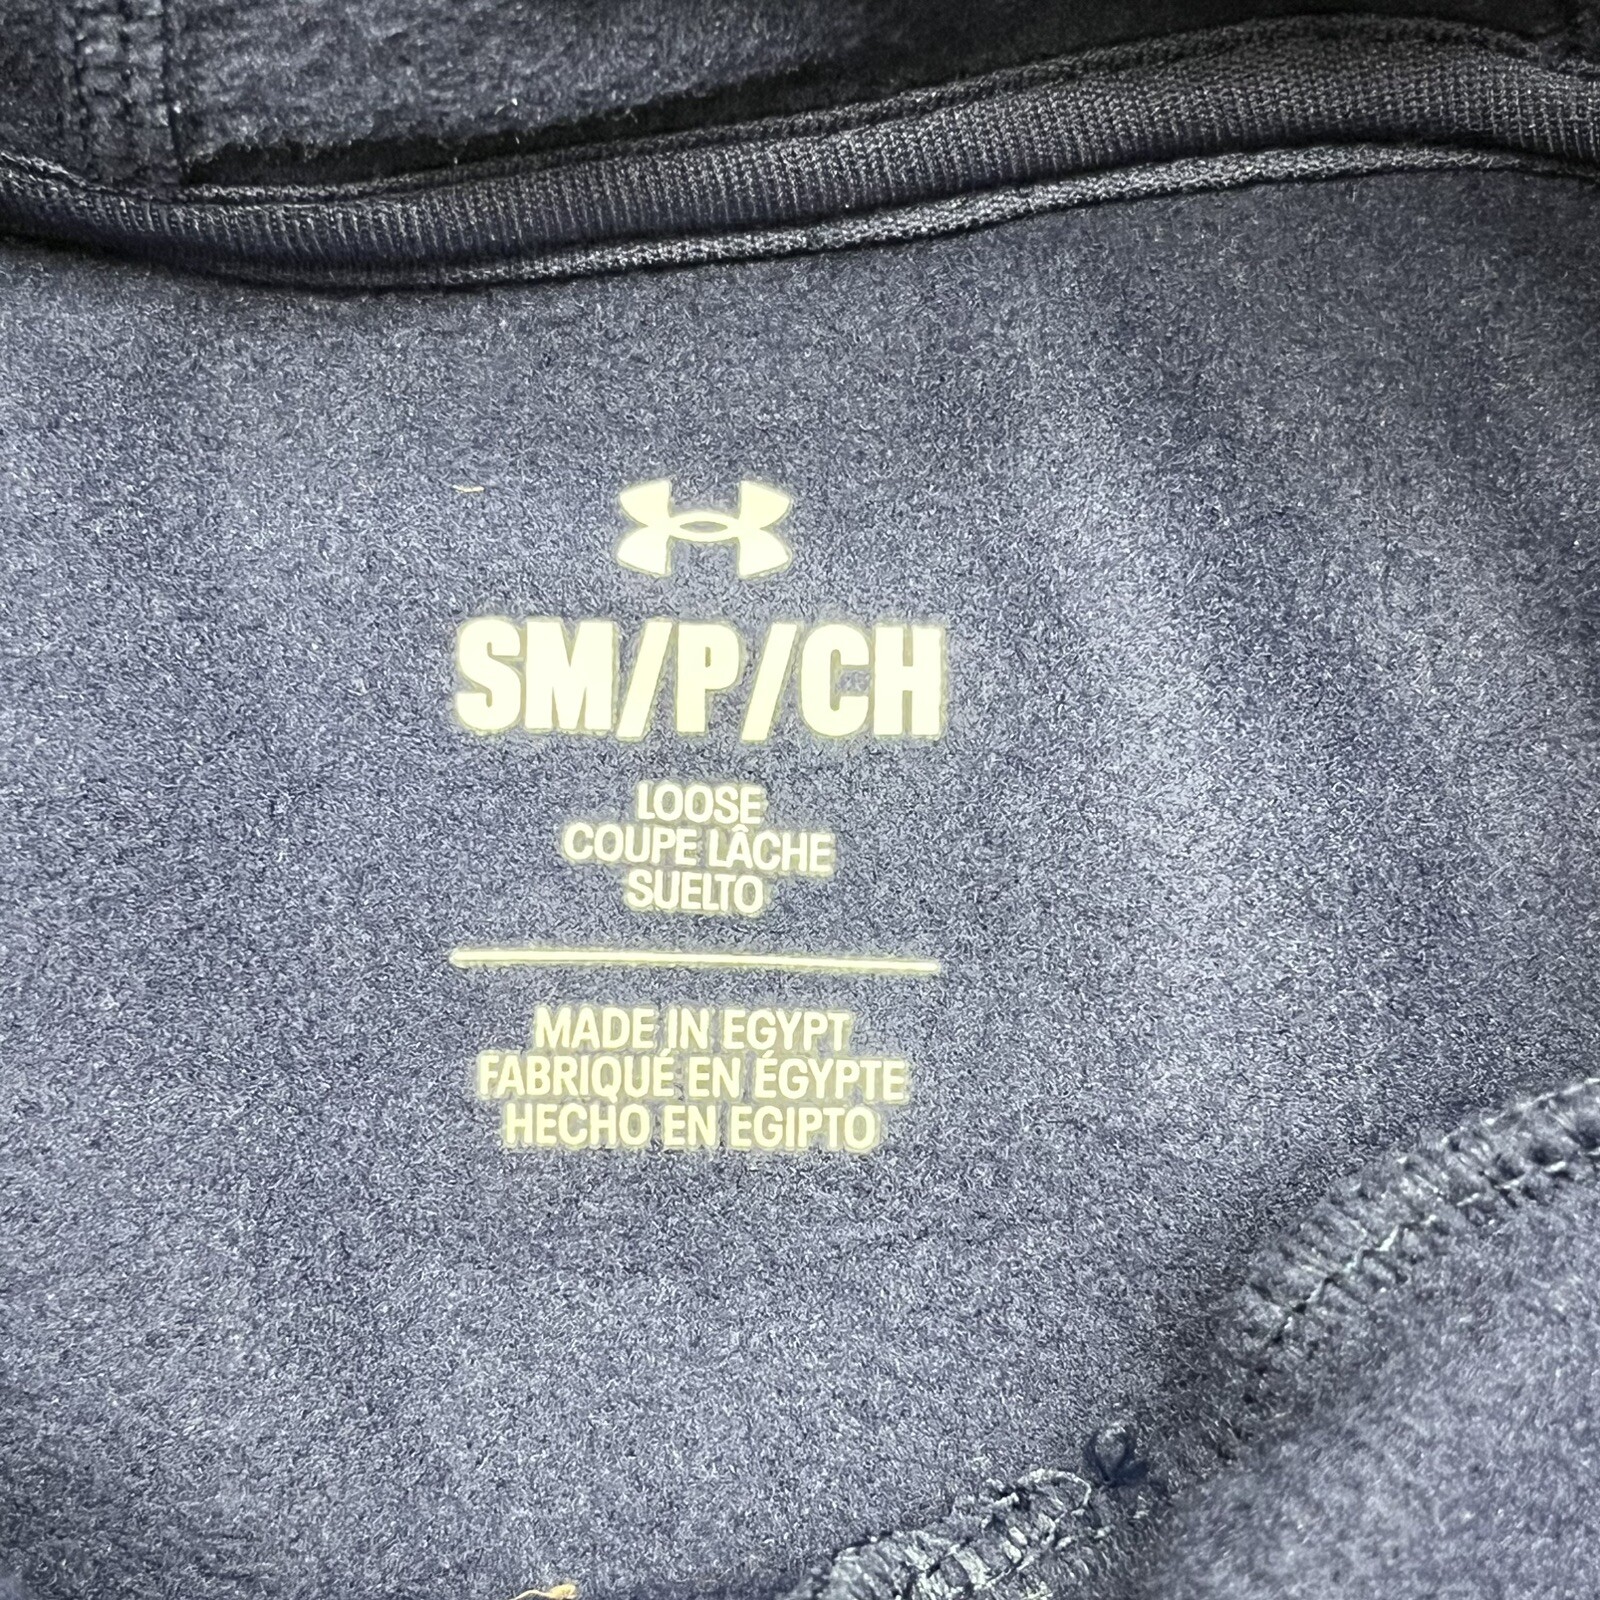 SM/P/CH
LOOSE
COUPE LÂCHE
SUELTO
MADE IN EGYPT
FABRIQUÉ EN ÉGYPTE
HECHO EN EGIPTO